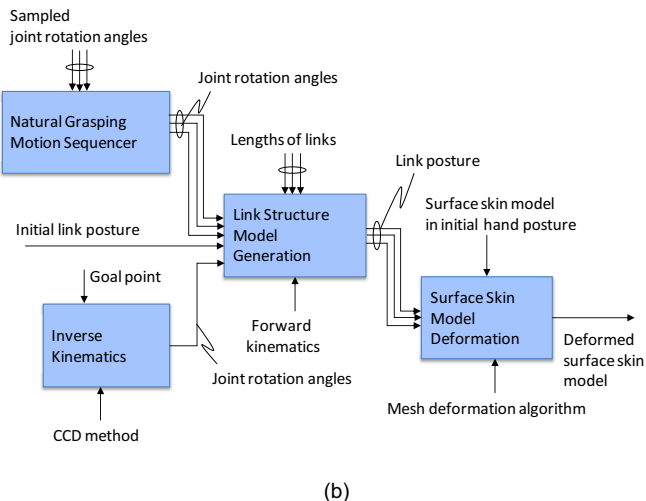 Sampled
joint rotation angles
Joint rotation angles
Natural Grasping
Motion Sequencer
Lengths of links
Link posture
Link Structure
Model
Generation
Surface skin model
in initial hand posture
Initial link posture
Goal point
Inverse
Kinematics
Forward
kinematics
Surface Skin
Model
Deformation
Deformed
surface skin
model
Joint rotation angles
Mesh deformation algorithm
CCD method
(b)